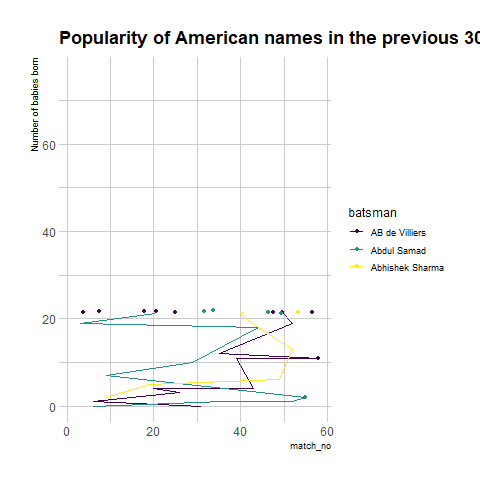 Popularity of American names in the previous 30
Number of babies born
60
40
20
0
0 20 40 60
match_no
batsman
AB de Villiers
Abdul Samad
Abhishek Sharma